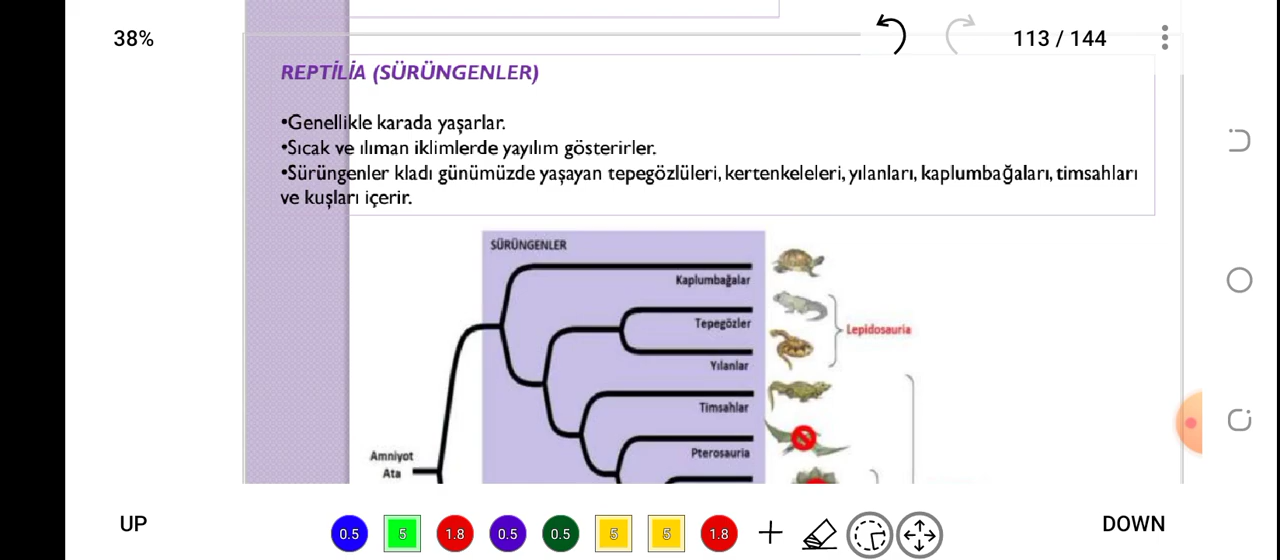 38%
113 / 144
REPTİLİA (SÜRÜNGENLER)
•Genellikle karada yaşarlar.
•Sıcak ve ılıman iklimlerde yayılım gösterirler.
•Sürüngenler kladı günümüzde yaşayan tepegözlüleri, kertenkeleleri, yılanları, kaplumbağaları, timsahları
ve kuşları içerir.
SÜRÜNGENLER
Kaplumbağalar
Tepegözler
Lepidosauria
Yılanlar
Timsahlar
Pterosauria
Amniyot
Ata
UP
0.5
5
1.8
0.5
0.5
5
5
1.8
DOWN